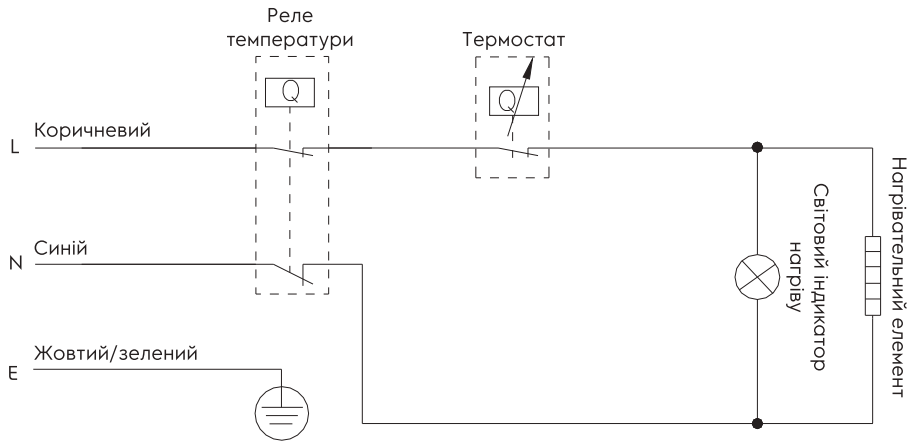 Реле
температури
Термостат
Q
Q
L
Коричневий
N
Синій
E
Жовтий/зелений
Світовий індикатор
нагріву
Нагрівательний елемент